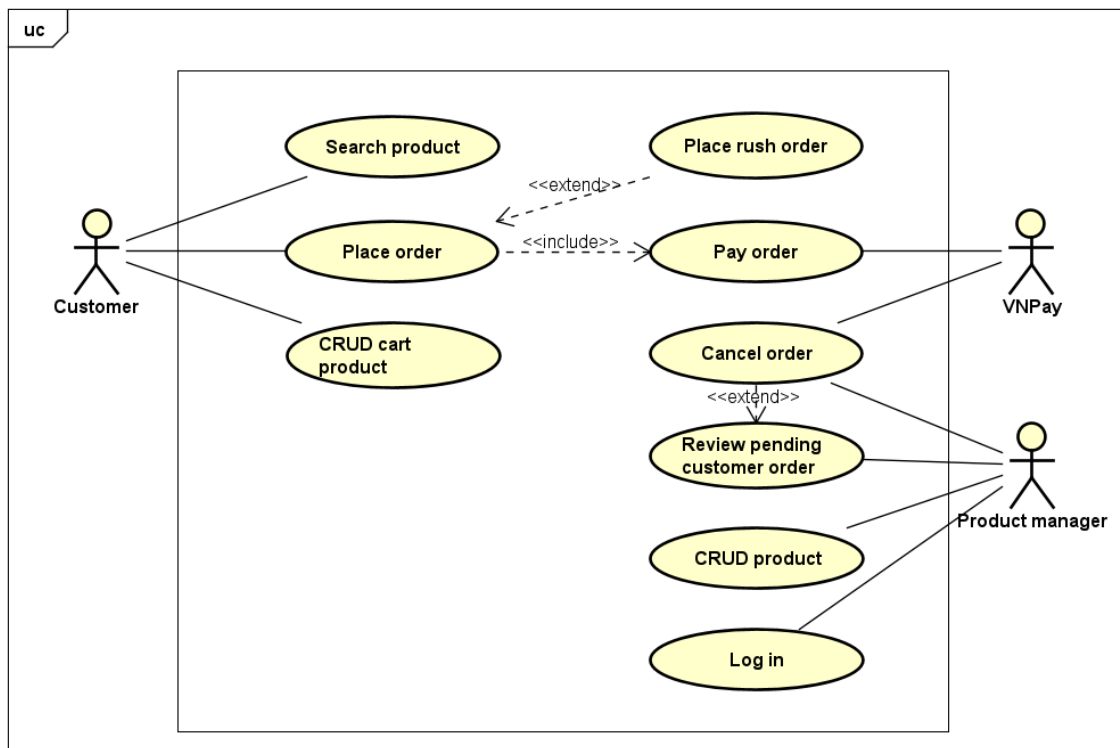 uc
Search product
Place rush order
<<extend>>
Place order
<<include>>
Pay order
Customer
VNPay
CRUD cart
product
Cancel order
<<extend>>
Review pending
customer order
Product manager
CRUD product
Log in